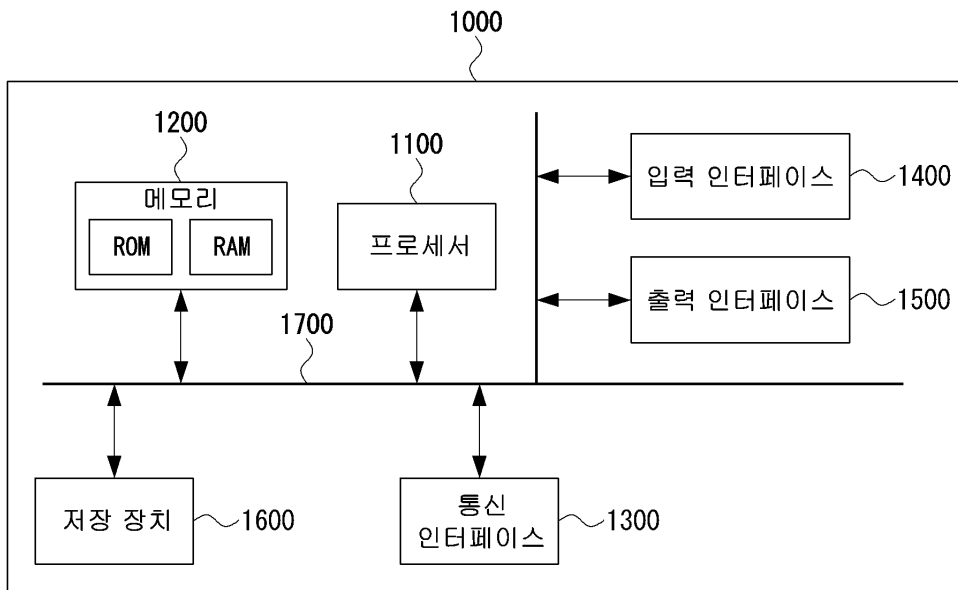 1000
1200
1100
메모리
ROM
RAM
프로세서
입력 인터페이스
1400
출력 인터페이스
1500
1700
저장 장치
1600
통신
인터페이스
1300